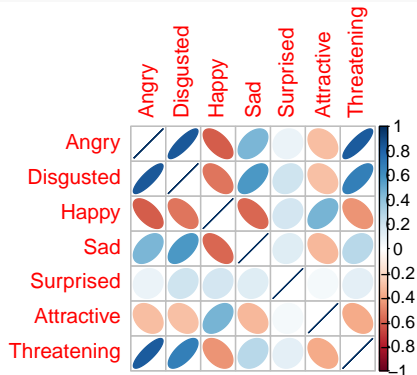 Angry
Disgusted
Happy
Sad
Surprised
Attractive
Threatening
Angry
Disgusted
Happy
Sad
Surprised
Attractive
Threatening
1
0.8
0.6
0.4
0.2
0
-0.2
-0.4
-0.6
-0.8
-1